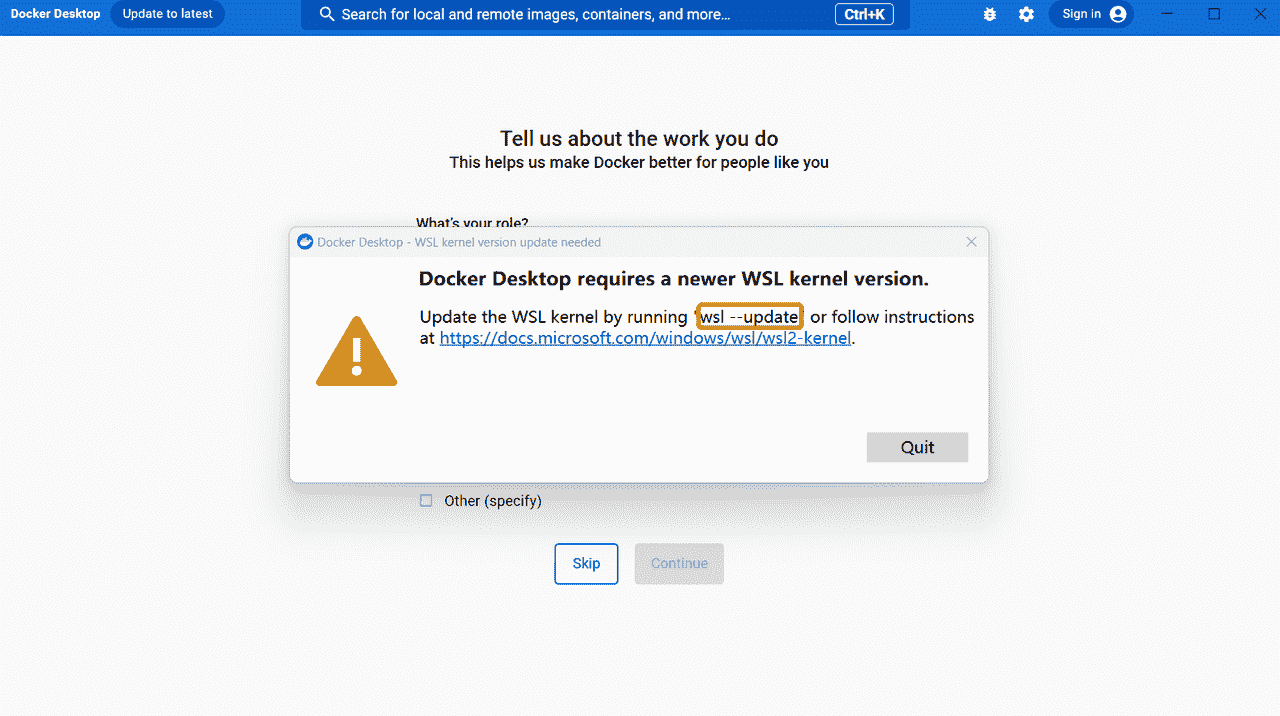 Docker Desktop Update to latest Search for local and remote images, containers, and more... Ctrl+K Sign in
Tell us about the work you do
This helps us make Docker better for people like you
What's your role?
Docker Desktop - WSL kernel version update needed
Docker Desktop requires a newer WSL kernel version.
Update the WSL kernel by running 'wsl --update' or follow instructions
at https://docs.microsoft.com/windows/wsl/wsl2-kernel.
Quit
Other (specify)
Skip Continue